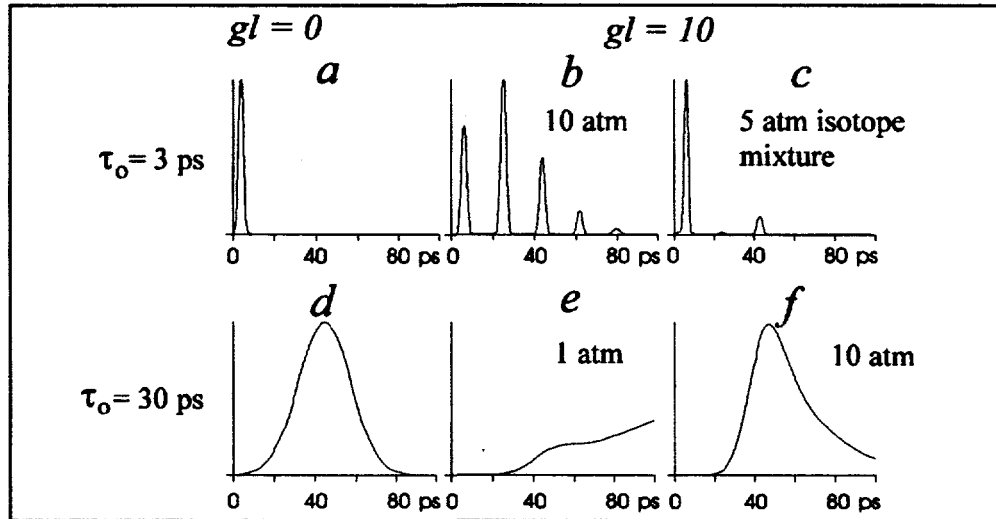 gl = 0
gl = 10
a
b
c
10 atm
5 atm isotope
mixture
τo= 3 ps
0 40 80 ps
0 40 80 ps
0 40 80 ps
d
e
f
1 atm
10 atm
τo= 30 ps
0 40 80 ps
0 40 80 ps
0 40 80 ps